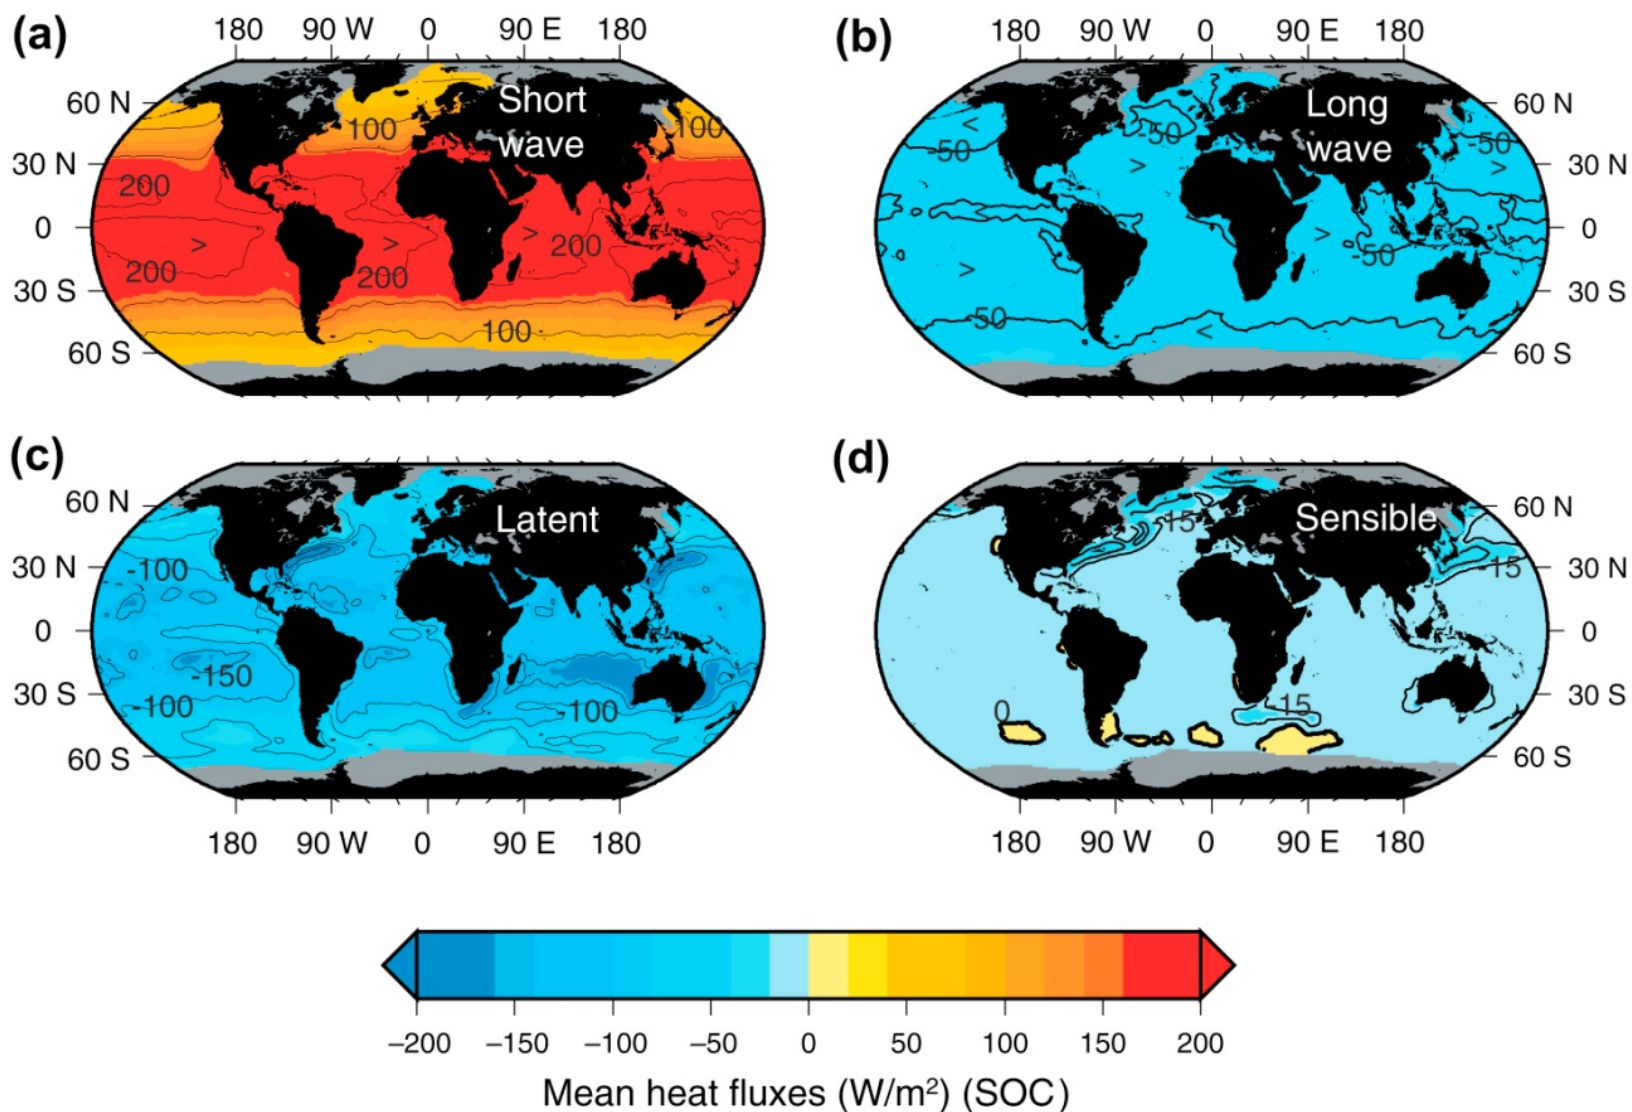 (a)
180 90 W 0 90 E 180
60 N
30 N
0
30 S
60 S
Short
wave
100
100
200
>
>
>
200
200
200
100
(b)
180 90 W 0 90 E 180
60 N
30 N
0
30 S
60 S
Long
wave
<
-50
-50
-50
>
>
>
-50
>
-50
<
(c)
60 N
30 N
0
30 S
60 S
Latent
-100
-150
-100
-100
180 90 W 0 90 E 180
(d)
60 N
30 N
0
30 S
60 S
Sensible
-15
-15
0
-15
180 90 W 0 90 E 180
−200 −150 −100 −50 0 50 100 150 200
Mean heat fluxes (W/m²) (SOC)